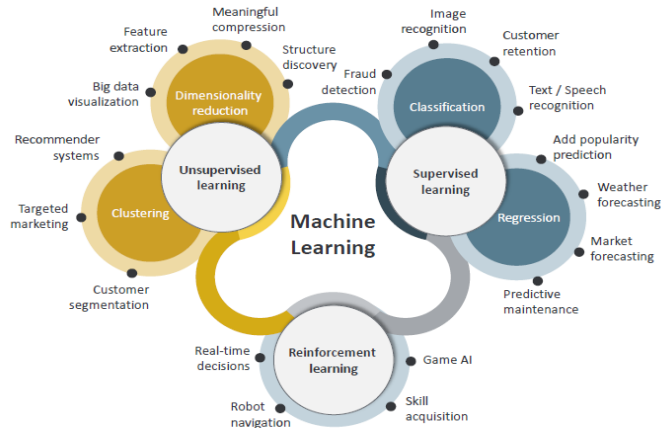 Meaningful
compression
Feature
extraction
Structure
discovery
Big data
visualization
Dimensionality
reduction
Recommender
systems
Unsupervised
learning
Targeted
marketing
Clustering
Customer
segmentation
Image
recognition
Customer
retention
Fraud
detection
Classification
Text / Speech
recognition
Supervised
learning
Add popularity
prediction
Weather
forecasting
Regression
Market
forecasting
Predictive
maintenance
Machine
Learning
Real-time
decisions
Reinforcement
learning
Game AI
Robot
navigation
Skill
acquisition